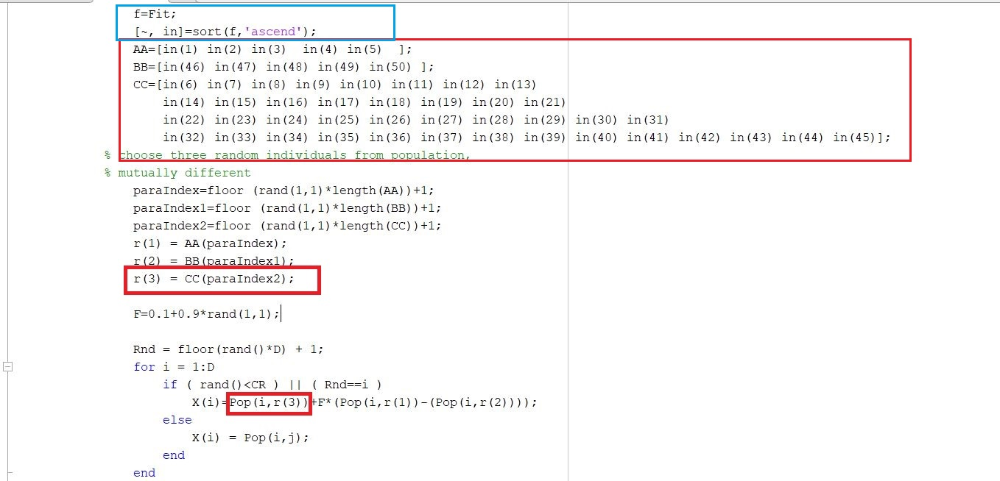 f=Fit;
[~, in]=sort(f,'ascend');
AA=[in(1) in(2) in(3)  in(4) in(5)  ];
BB=[in(46) in(47) in(48) in(49) in(50) ];
CC=[in(6) in(7) in(8) in(9) in(10) in(11) in(12) in(13)
in(14) in(15) in(16) in(17) in(18) in(19) in(20) in(21)
in(22) in(23) in(24) in(25) in(26) in(27) in(28) in(29) in(30) in(31)
in(32) in(33) in(34) in(35) in(36) in(37) in(38) in(39) in(40) in(41) in(42) in(43) in(44) in(45)];
% choose three random individuals from population,
% mutually different
paraIndex=floor (rand(1,1)*length(AA))+1;
paraIndex1=floor (rand(1,1)*length(BB))+1;
paraIndex2=floor (rand(1,1)*length(CC))+1;
r(1) = AA(paraIndex);
r(2) = BB(paraIndex1);
r(3) = CC(paraIndex2);
F=0.1+0.9*rand(1,1);
Rnd = floor(rand()*D) + 1;
for i = 1:D
if ( rand()<CR ) || ( Rnd==i )
X(i)=Pop(i,r(3))+F*(Pop(i,r(1))-(Pop(i,r(2))));
else
X(i) = Pop(i,j);
end
end